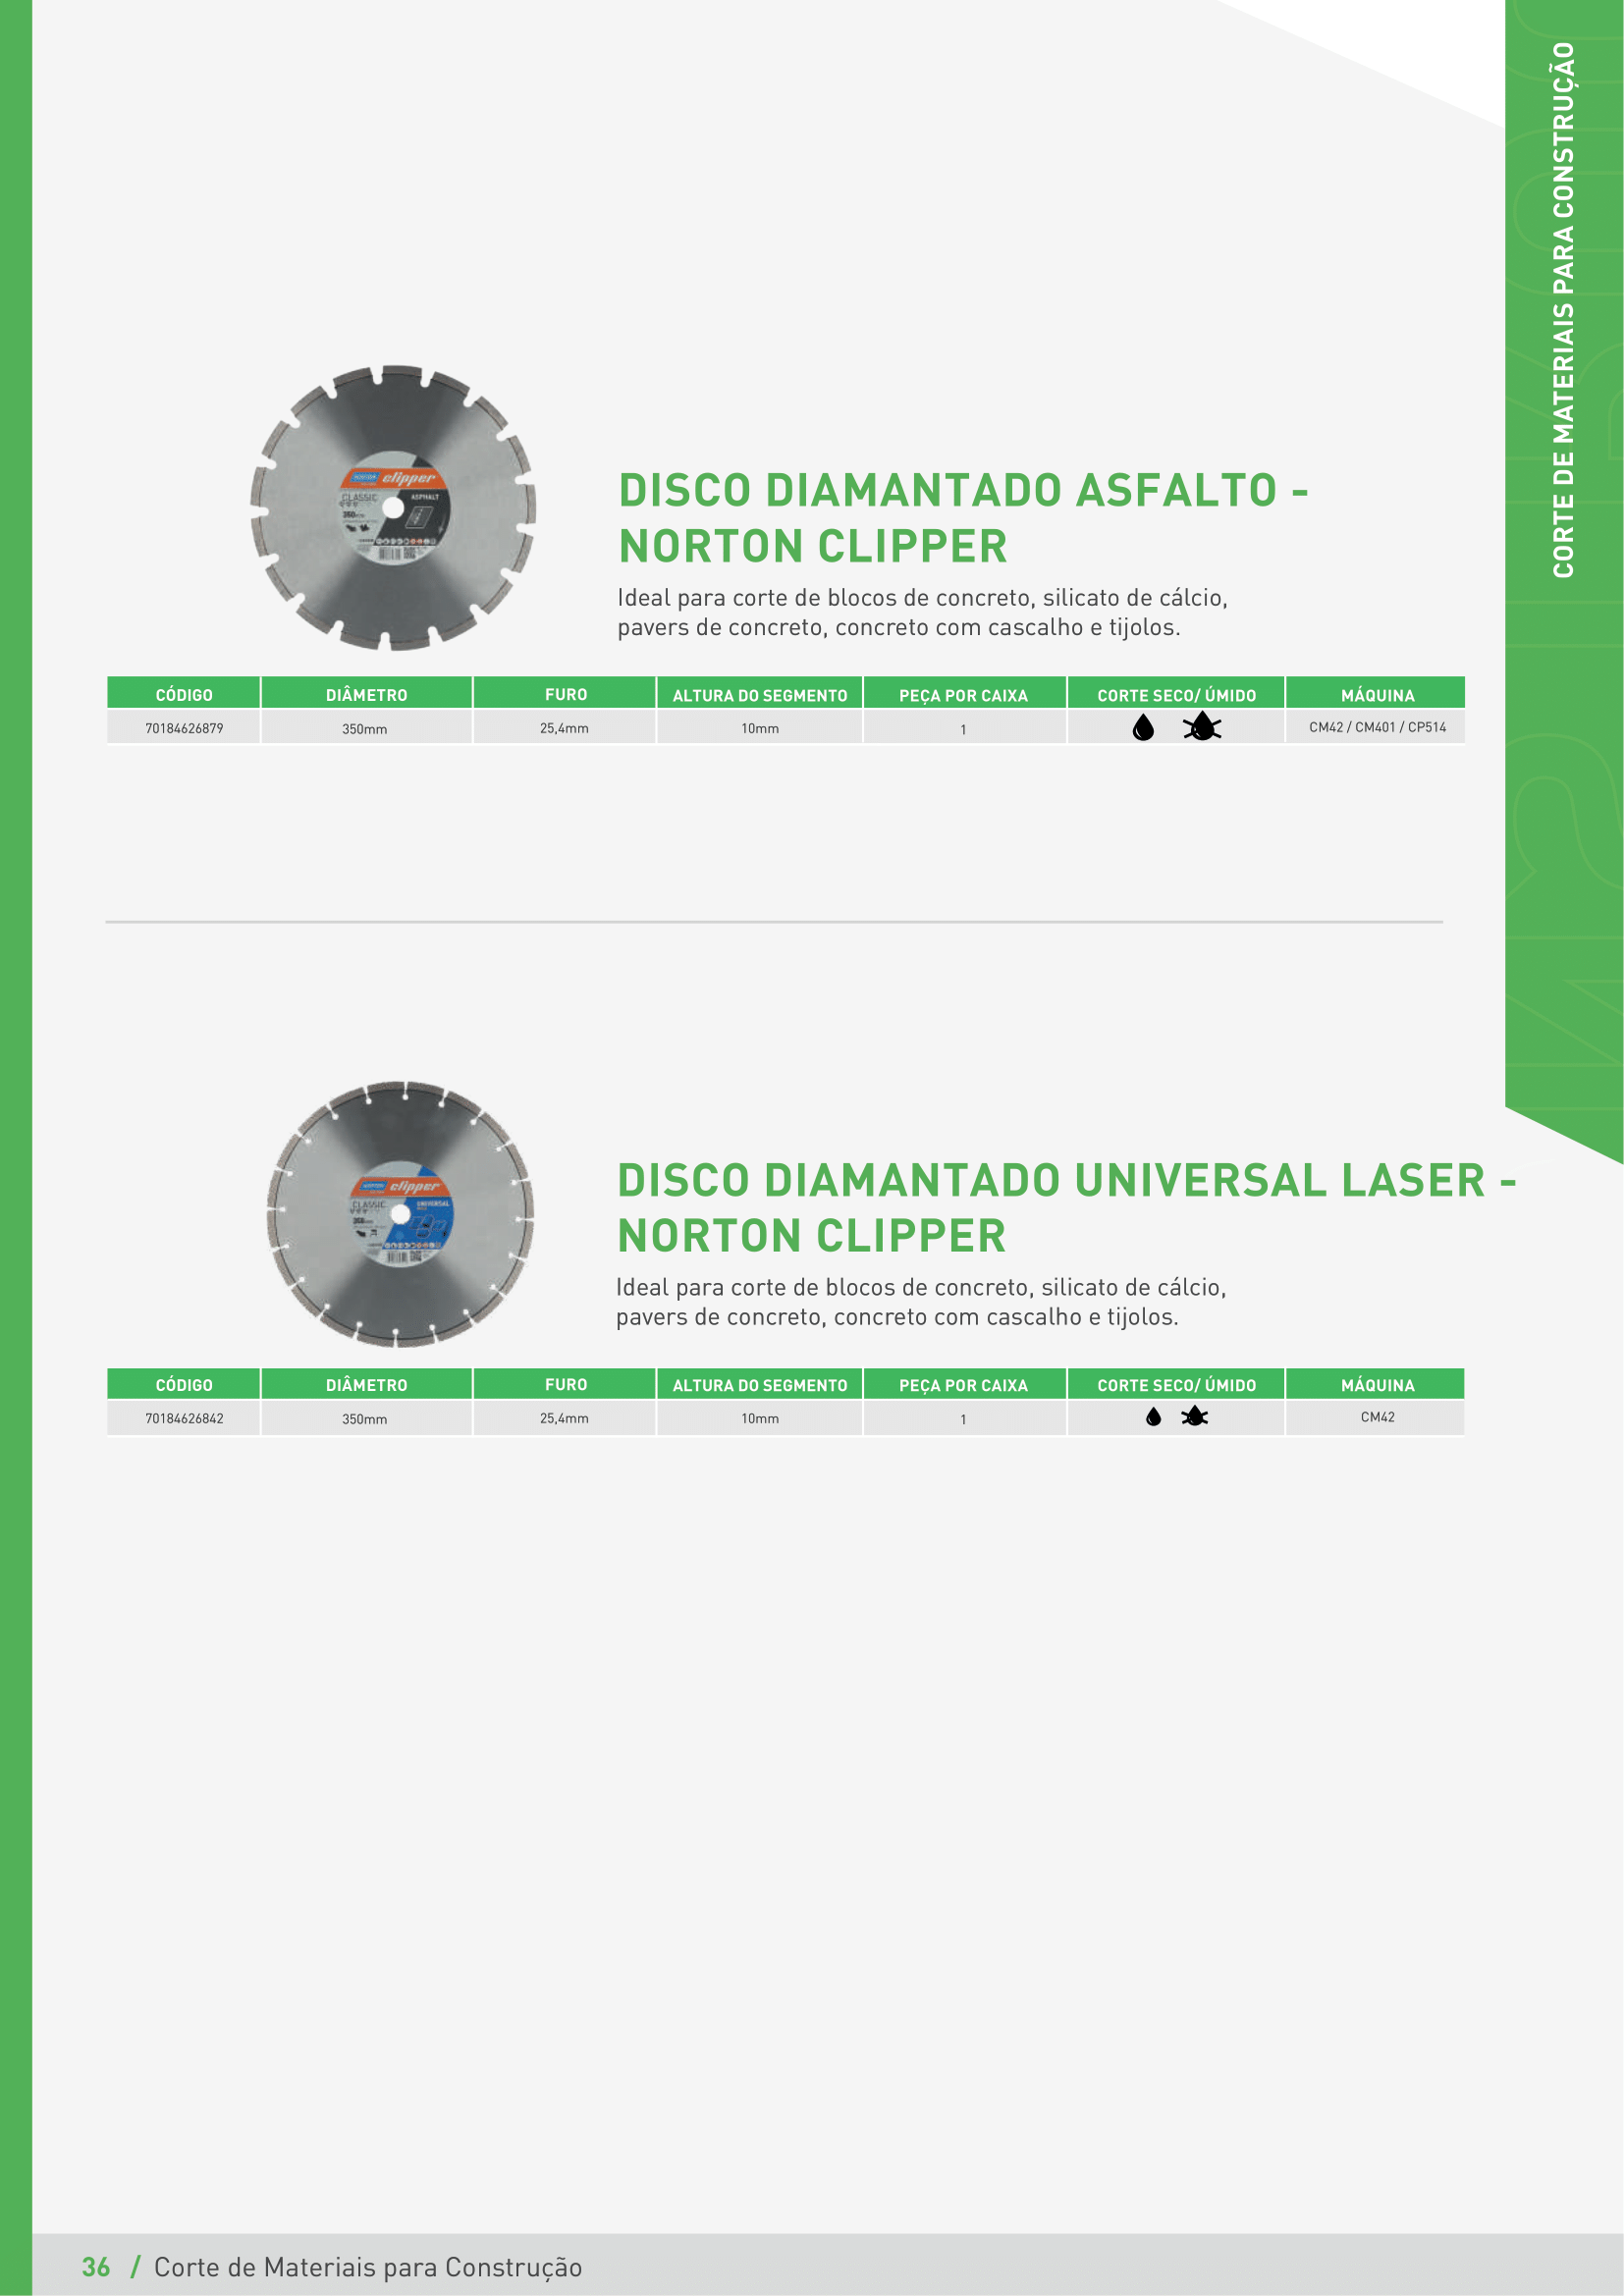 CORTE DE MATERIAIS PARA CONSTRUÇÃO
NORTON clipper
CLASSIC
ASPHALT
DISCO DIAMANTADO ASFALTO -
NORTON CLIPPER
Ideal para corte de blocos de concreto, silicato de cálcio,
pavers de concreto, concreto com cascalho e tijolos.
CÓDIGO DIÂMETRO FURO ALTURA DO SEGMENTO PEÇA POR CAIXA CORTE SECO/ ÚMIDO MÁQUINA
70184626879 350mm 25,4mm 10mm 1 CM42 / CM401 / CP514
NORTON clipper
CLASSIC
UNIVERSAL
DISCO DIAMANTADO UNIVERSAL LASER -
NORTON CLIPPER
Ideal para corte de blocos de concreto, silicato de cálcio,
pavers de concreto, concreto com cascalho e tijolos.
CÓDIGO DIÂMETRO FURO ALTURA DO SEGMENTO PEÇA POR CAIXA CORTE SECO/ ÚMIDO MÁQUINA
70184626842 350mm 25,4mm 10mm 1 CM42
36 / Corte de Materiais para Construção